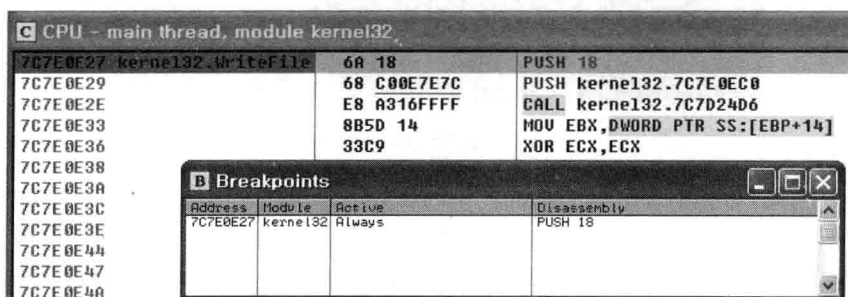 C CPU - main thread, module kernel32
7C7E0E27 kernel32.WriteFile 6A 18 PUSH 18
7C7E0E29 68 C00E7E7C PUSH kernel32.7C7E0EC0
7C7E0E2E E8 A316FFFF CALL kernel32.7C7D24D6
7C7E0E33 8B5D 14 MOV EBX,DWORD PTR SS:[EBP+14]
7C7E0E36 33C9 XOR ECX,ECX
7C7E0E38
7C7E0E3A
7C7E0E3C
7C7E0E3E
7C7E0E44
7C7E0E47
7C7E0E4A
B Breakpoints
Address Module Active Disassembly
7C7E0E27 kernel32 Always PUSH 18